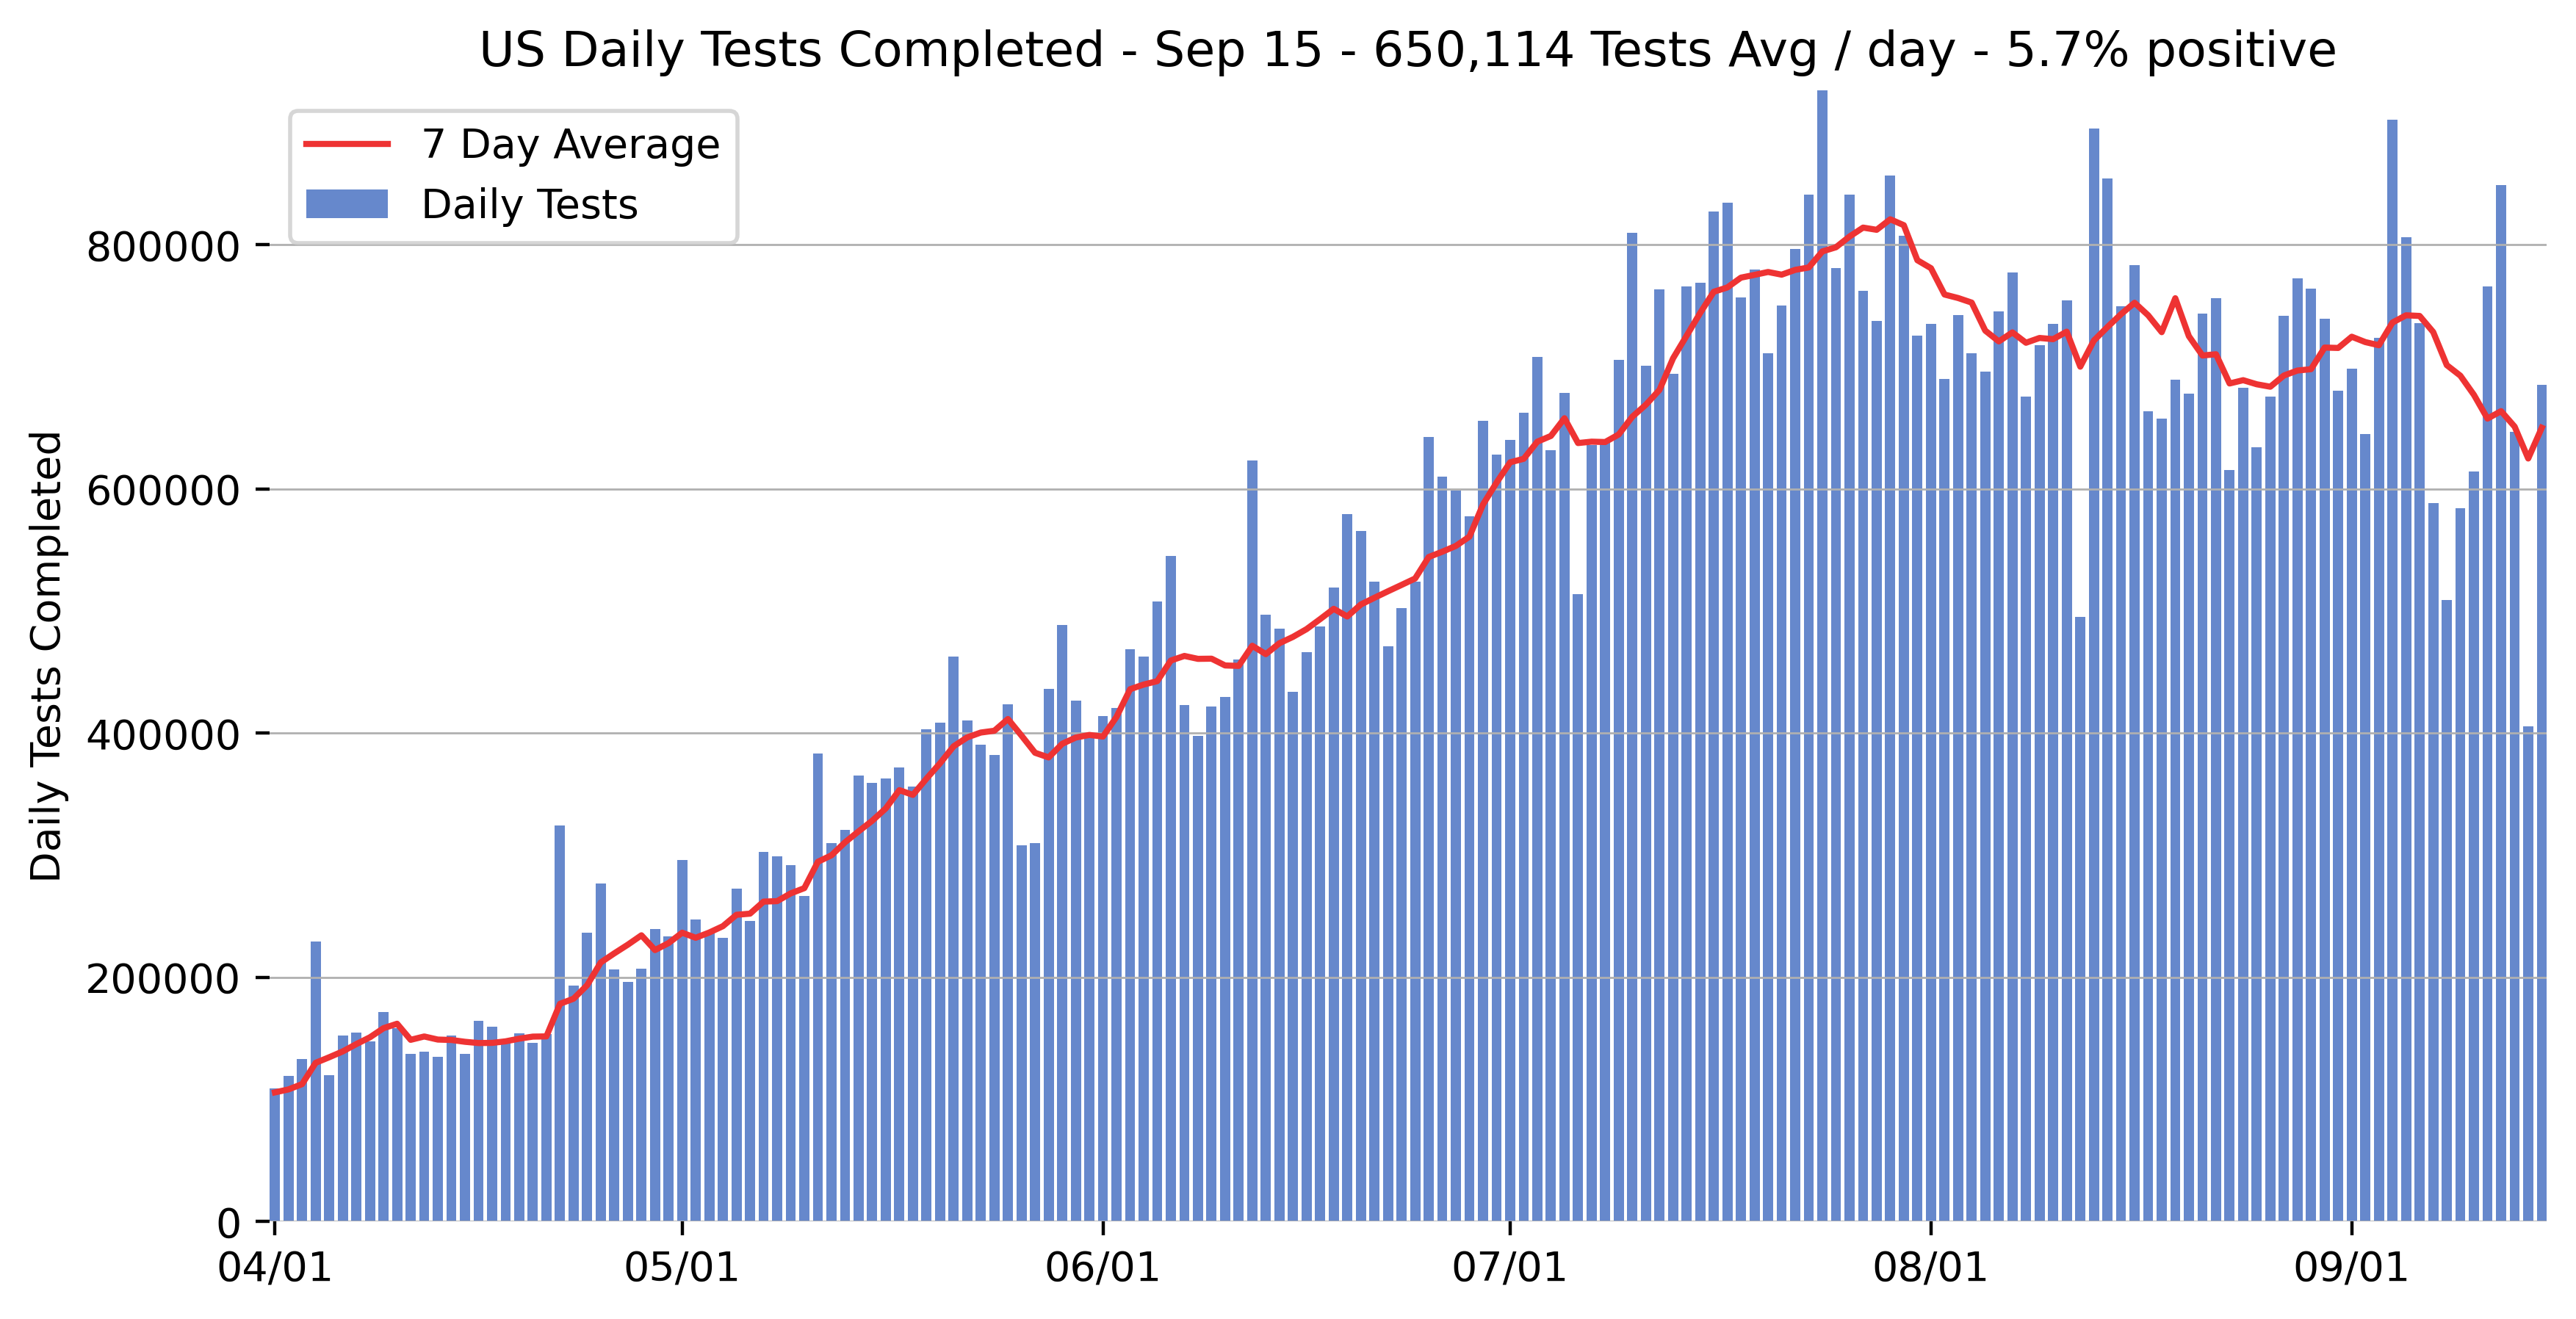 US Daily Tests Completed - Sep 15 - 650,114 Tests Avg / day - 5.7% positive
7 Day Average
Daily Tests
Daily Tests Completed
800000
600000
400000
200000
0
04/01 05/01 06/01 07/01 08/01 09/01